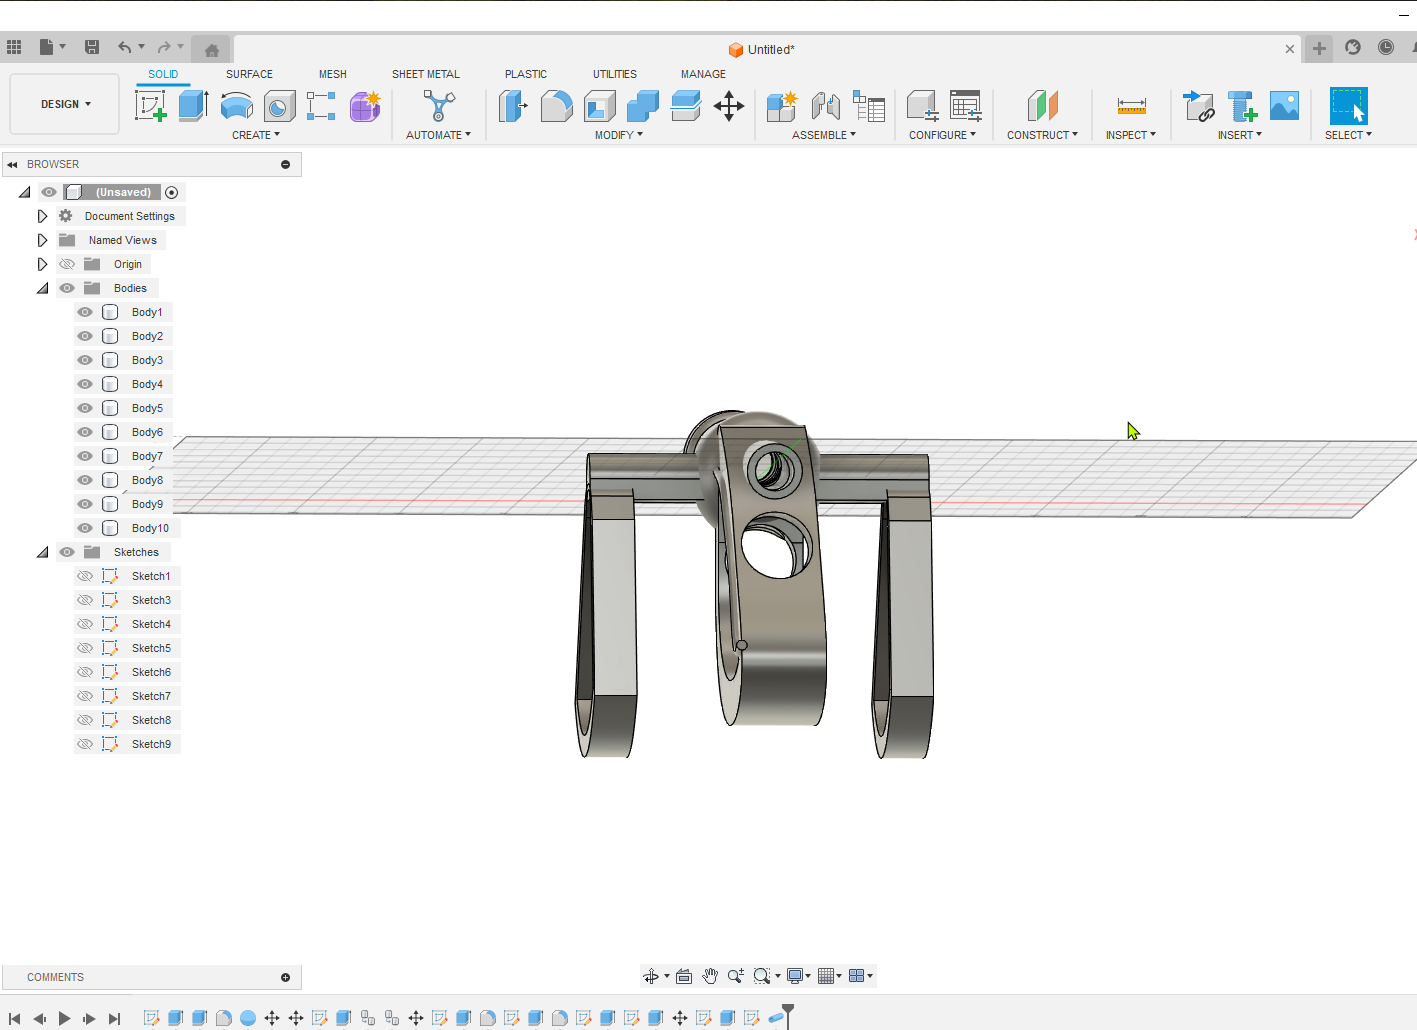 Untitled*
SOLID SURFACE MESH SHEET METAL PLASTIC UTILITIES MANAGE
DESIGN
CREATE AUTOMATE MODIFY ASSEMBLE CONFIGURE CONSTRUCT INSPECT INSERT SELECT
BROWSER
(Unsaved)
Document Settings
Named Views
Origin
Bodies
Body1
Body2
Body3
Body4
Body5
Body6
Body7
Body8
Body9
Body10
Sketches
Sketch1
Sketch3
Sketch4
Sketch5
Sketch6
Sketch7
Sketch8
Sketch9
COMMENTS